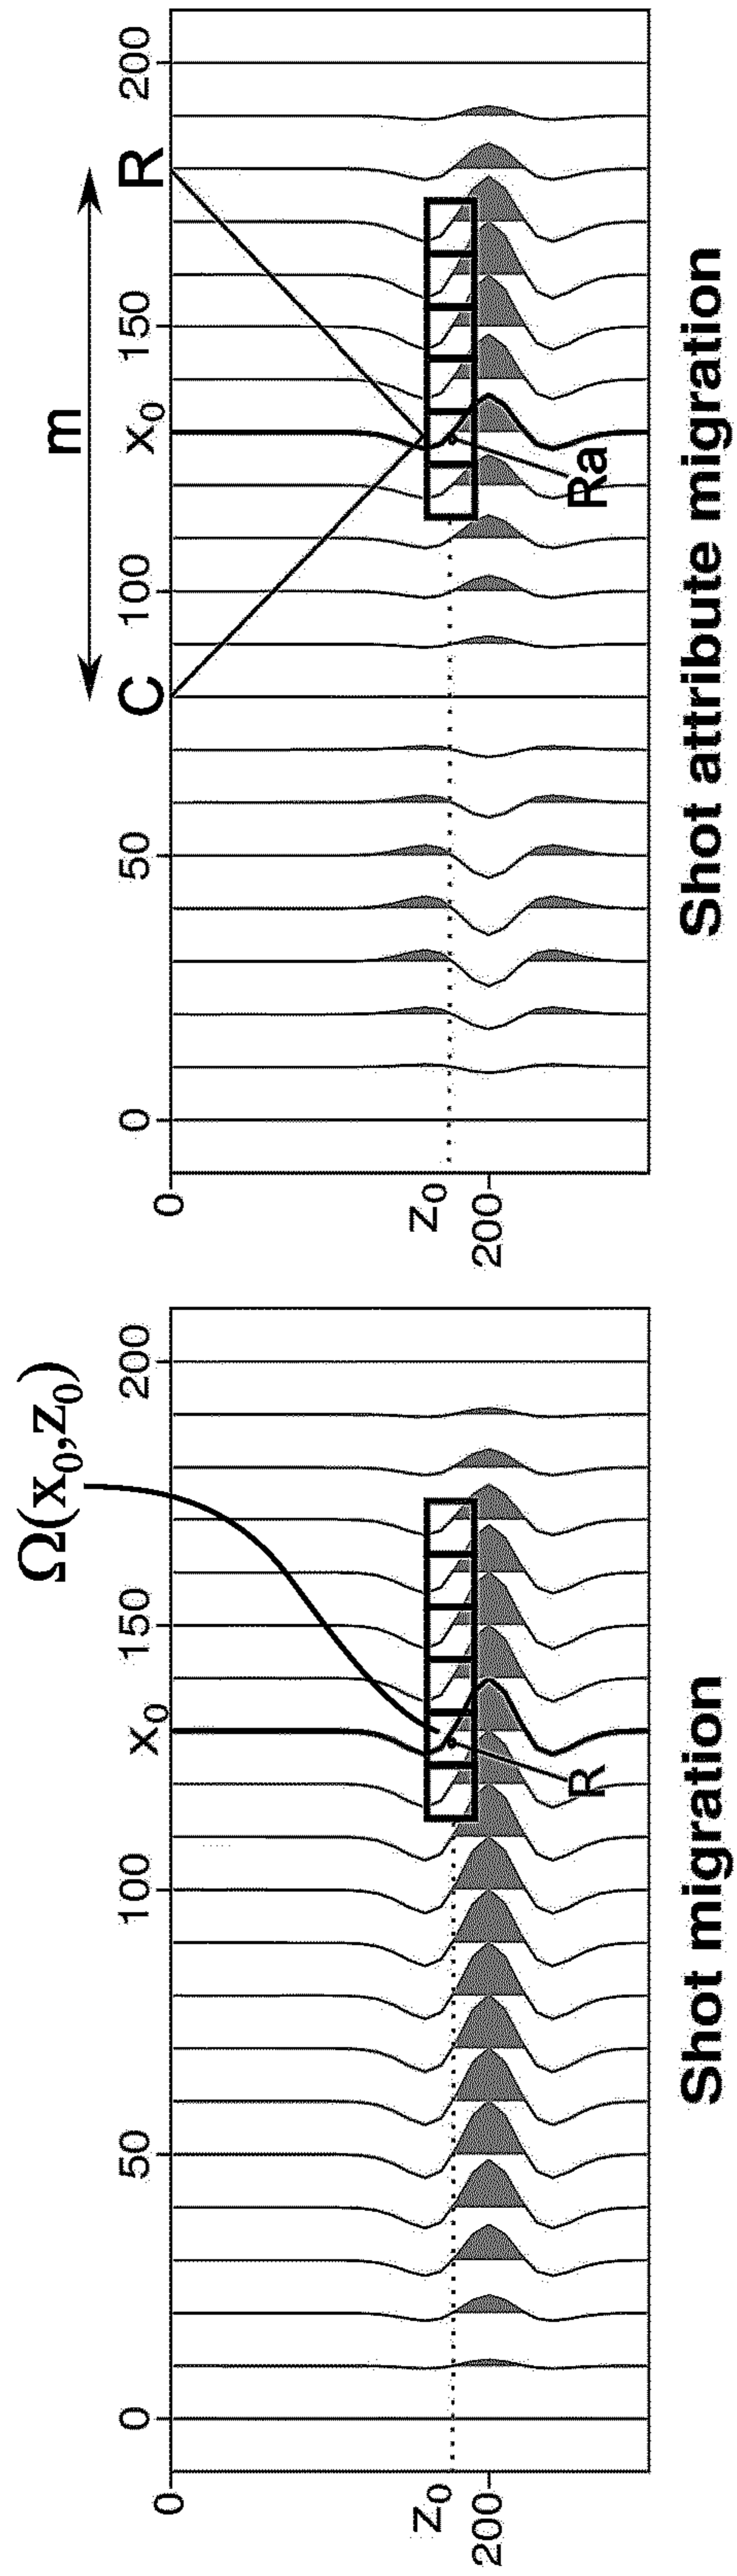 Ω(x₀,z₀)
0 50 100 x₀ 150 200
0
z₀
200
R
Shot migration
m
C R
0 50 100 x₀ 150 200
0
z₀
200
Ra
Shot attribute migration